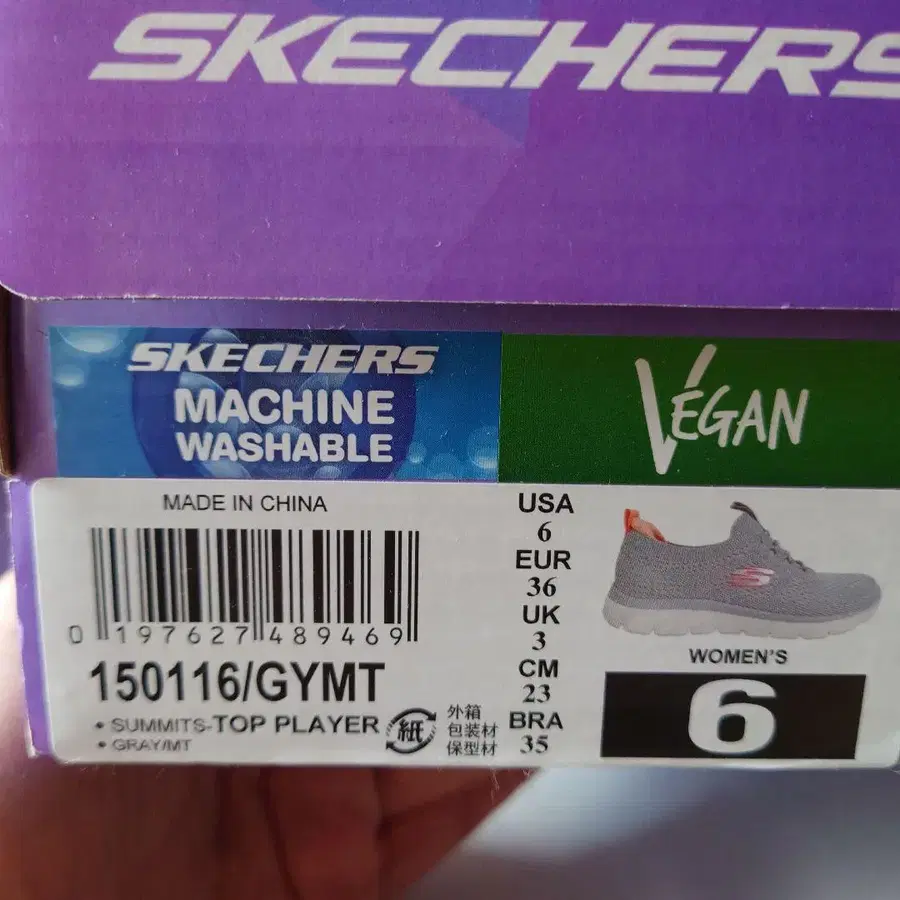 SKECHERS
SKECHERS
MACHINE
WASHABLE
VEGAN
MADE IN CHINA
0 197627 489469
150116/GYMT
• SUMMITS-TOP PLAYER
• GRAY/MT
紙
外箱
包装材
保型材
USA
6
EUR
36
UK
3
CM
23
BRA
35
WOMEN'S
6